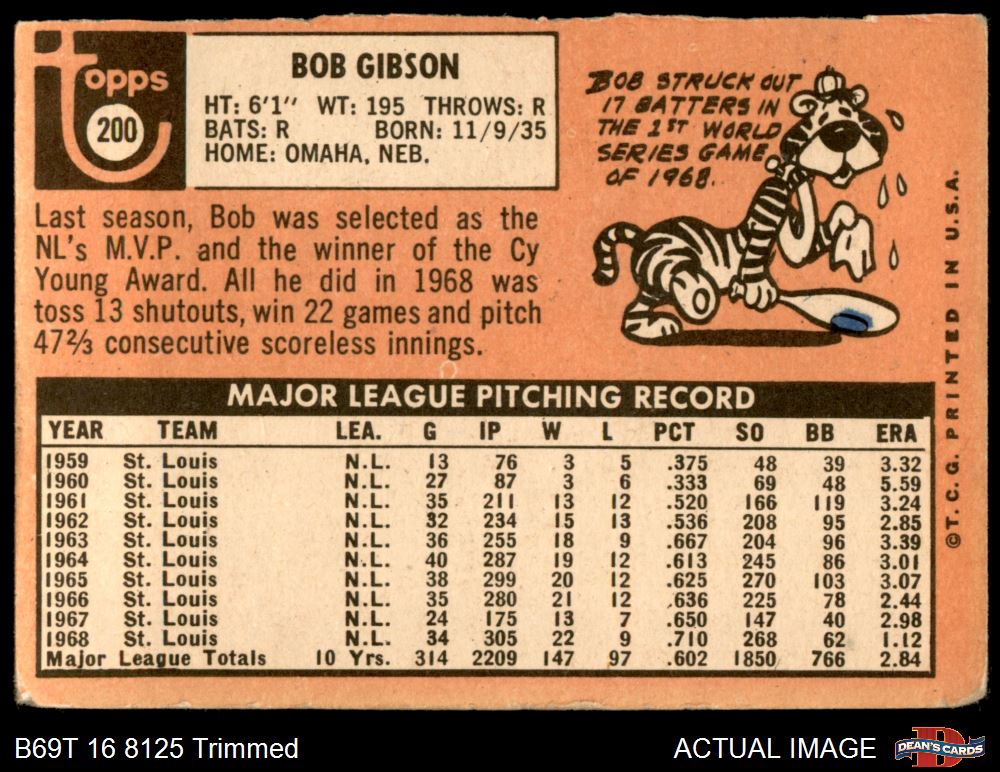 Topps
200
BOB GIBSON
HT: 6'1" WT: 195 THROWS: R
BATS: R BORN: 11/9/35
HOME: OMAHA, NEB.
BOB STRUCK OUT
17 BATTERS IN
THE 1ST WORLD
SERIES GAME
OF 1968.
Last season, Bob was selected as the
NL's M.V.P. and the winner of the Cy
Young Award. All he did in 1968 was
toss 13 shutouts, win 22 games and pitch
47⅔ consecutive scoreless innings.
MAJOR LEAGUE PITCHING RECORD
YEAR TEAM LEA. G IP W L PCT SO BB ERA
1959 St. Louis N.L. 13 76 3 5 .375 48 39 3.32
1960 St. Louis N.L. 27 87 3 6 .333 69 48 5.59
1961 St. Louis N.L. 35 211 13 12 .520 166 119 3.24
1962 St. Louis N.L. 32 234 15 13 .536 208 95 2.85
1963 St. Louis N.L. 36 255 18 9 .667 204 96 3.39
1964 St. Louis N.L. 40 287 19 12 .613 245 86 3.01
1965 St. Louis N.L. 38 299 20 12 .625 270 103 3.07
1966 St. Louis N.L. 35 280 21 12 .636 225 78 2.44
1967 St. Louis N.L. 24 175 13 7 .650 147 40 2.98
1968 St. Louis N.L. 34 305 22 9 .710 268 62 1.12
Major League Totals 10 Yrs. 314 2209 147 97 .602 1850 766 2.84
©T. C. G. PRINTED IN U.S.A.
B69T 16 8125 Trimmed
ACTUAL IMAGE
D
DEAN'S CARDS